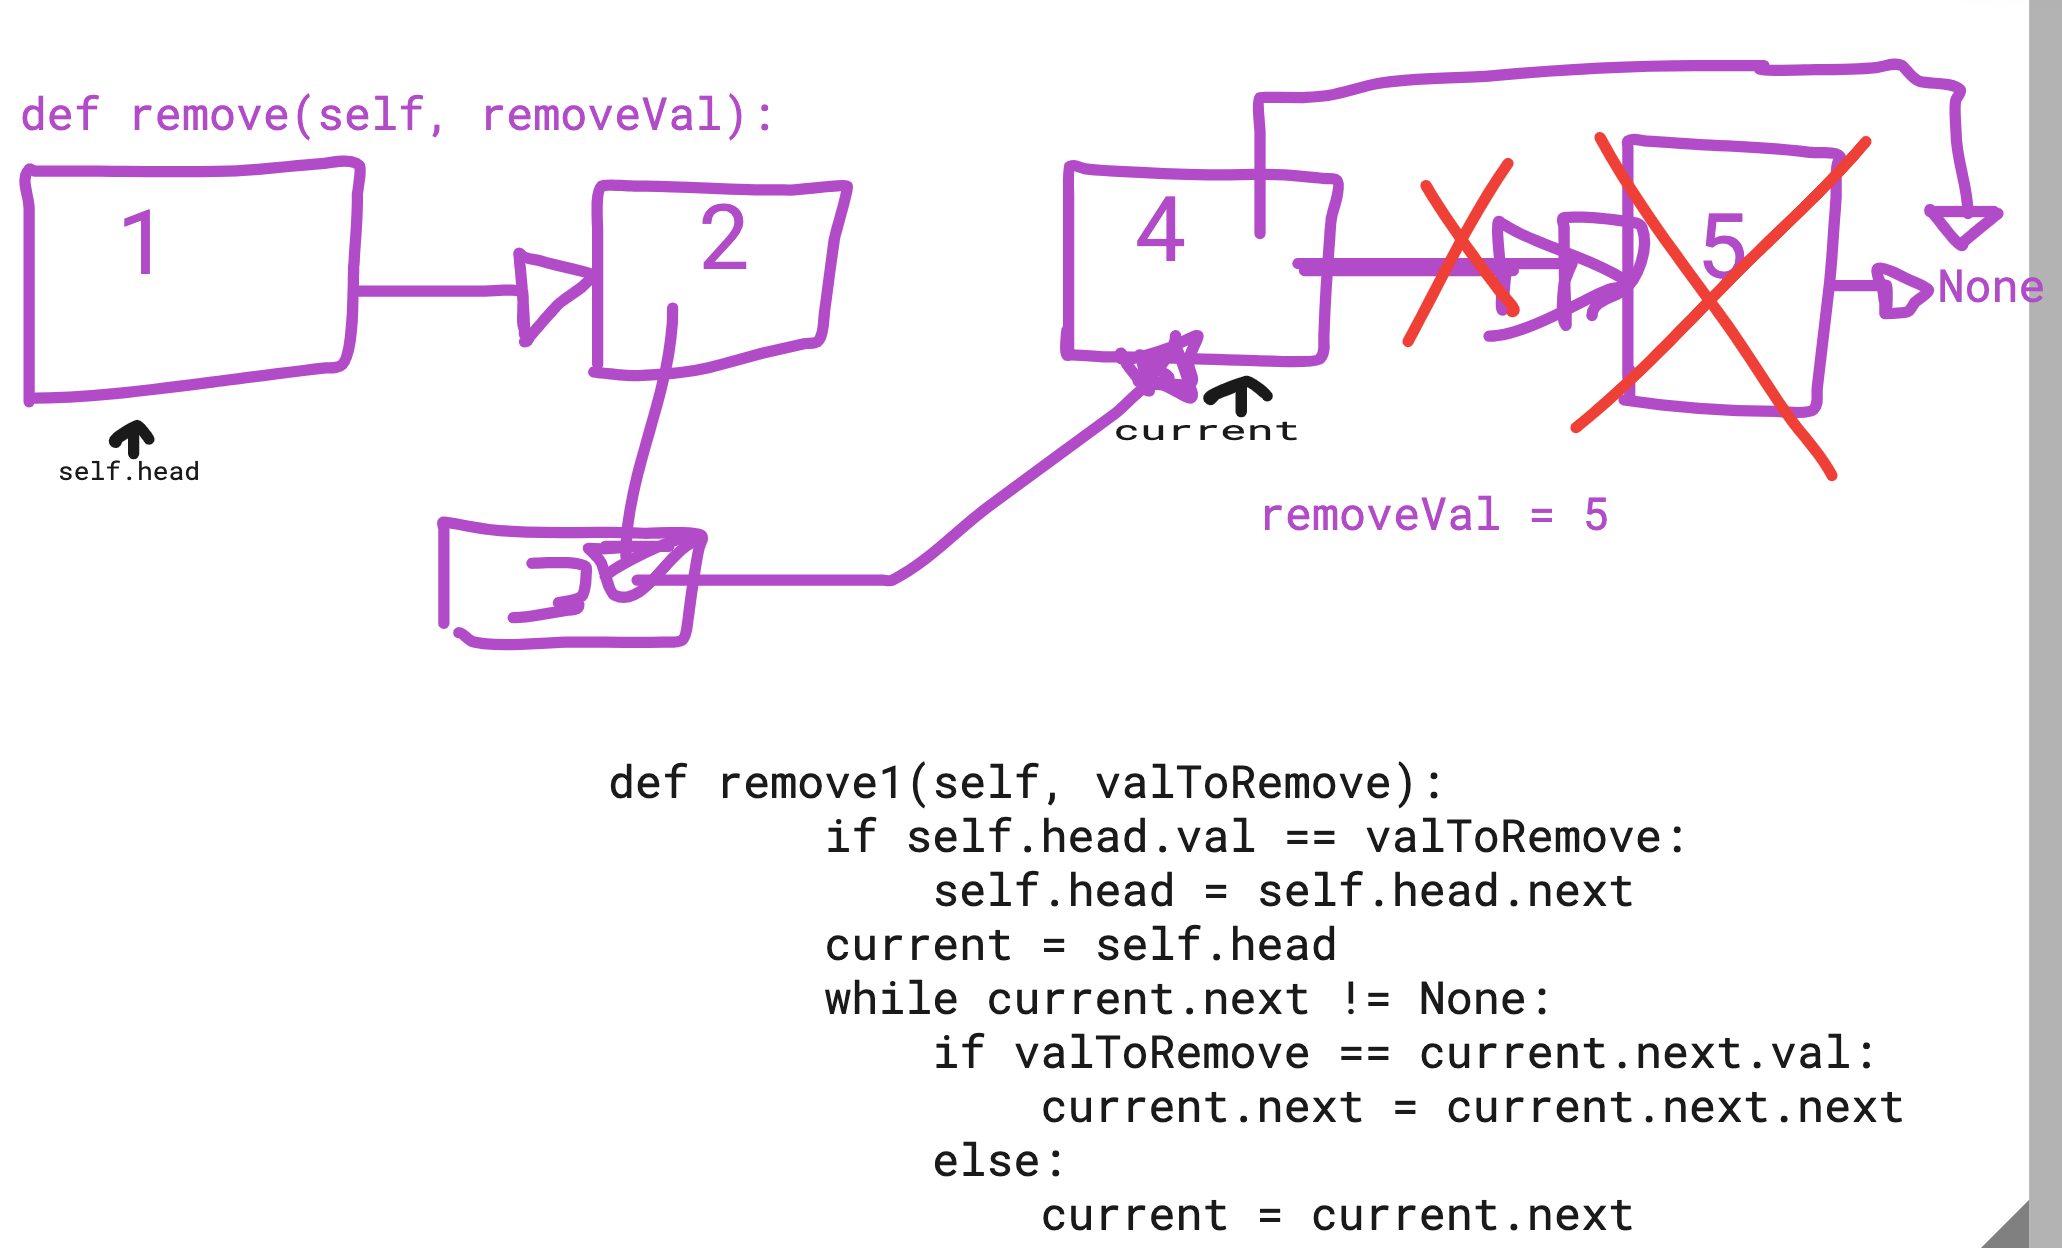 def remove(self, removeVal):
1
2
4
5
None
self.head
current
3
removeVal = 5
def remove1(self, valToRemove):
if self.head.val == valToRemove:
self.head = self.head.next
current = self.head
while current.next != None:
if valToRemove == current.next.val:
current.next = current.next.next
else:
current = current.next